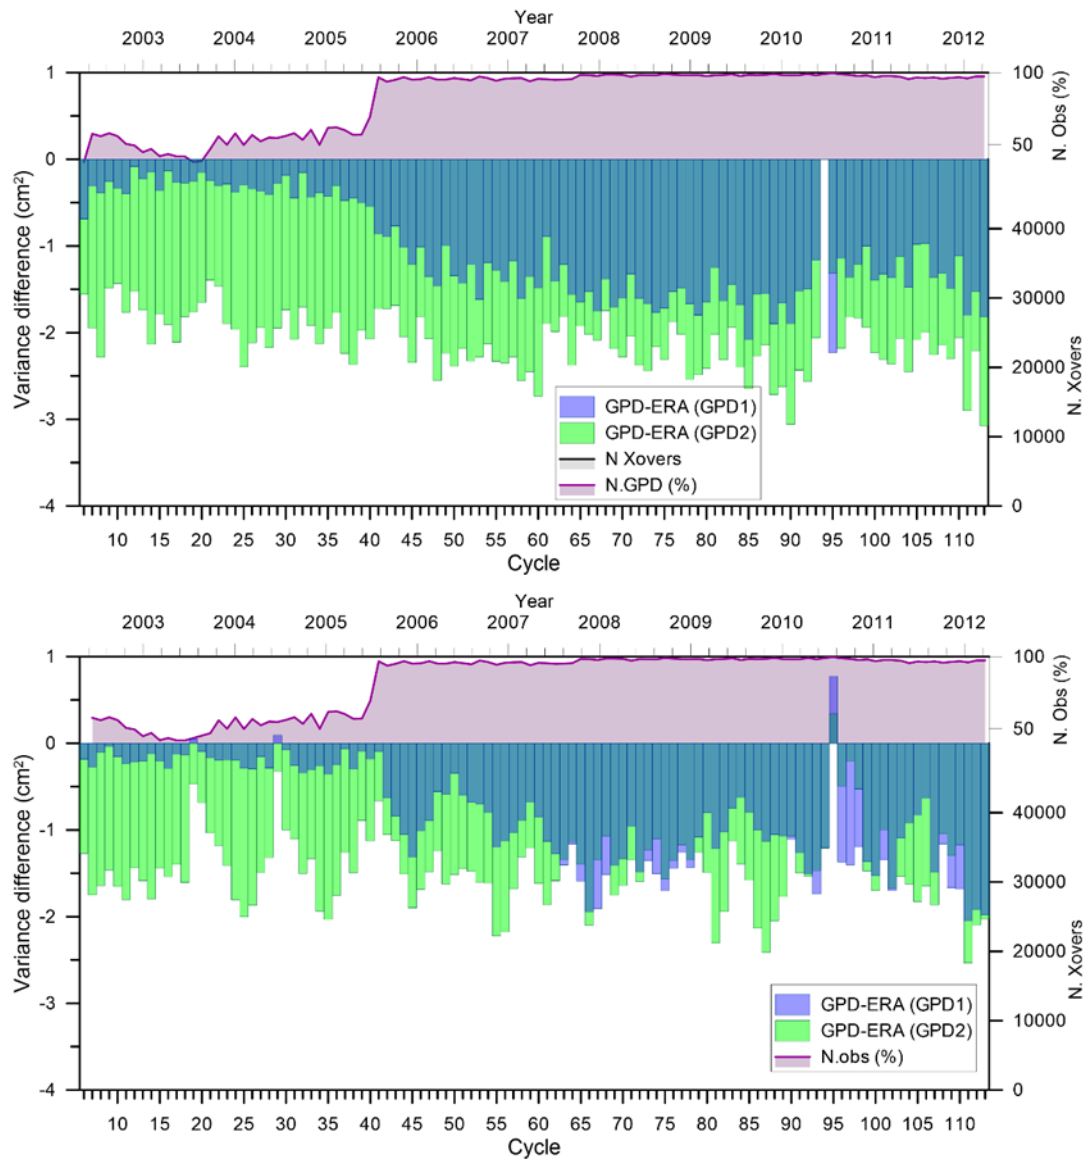 Year
2003 2004 2005 2006 2007 2008 2009 2010 2011 2012
1
0
-1
-2
-3
-4
Variance difference (cm²)
100
50
N. Obs (%)
40000
30000
20000
10000
0
N. Xovers
GPD-ERA (GPD1)
GPD-ERA (GPD2)
N Xovers
N.GPD (%)
10 15 20 25 30 35 40 45 50 55 60 65 70 75 80 85 90 95 100 105 110
Cycle
Year
2003 2004 2005 2006 2007 2008 2009 2010 2011 2012
1
0
-1
-2
-3
-4
Variance difference (cm²)
100
50
N. Obs (%)
40000
30000
20000
10000
0
N. Xovers
GPD-ERA (GPD1)
GPD-ERA (GPD2)
N.obs (%)
10 15 20 25 30 35 40 45 50 55 60 65 70 75 80 85 90 95 100 105 110
Cycle